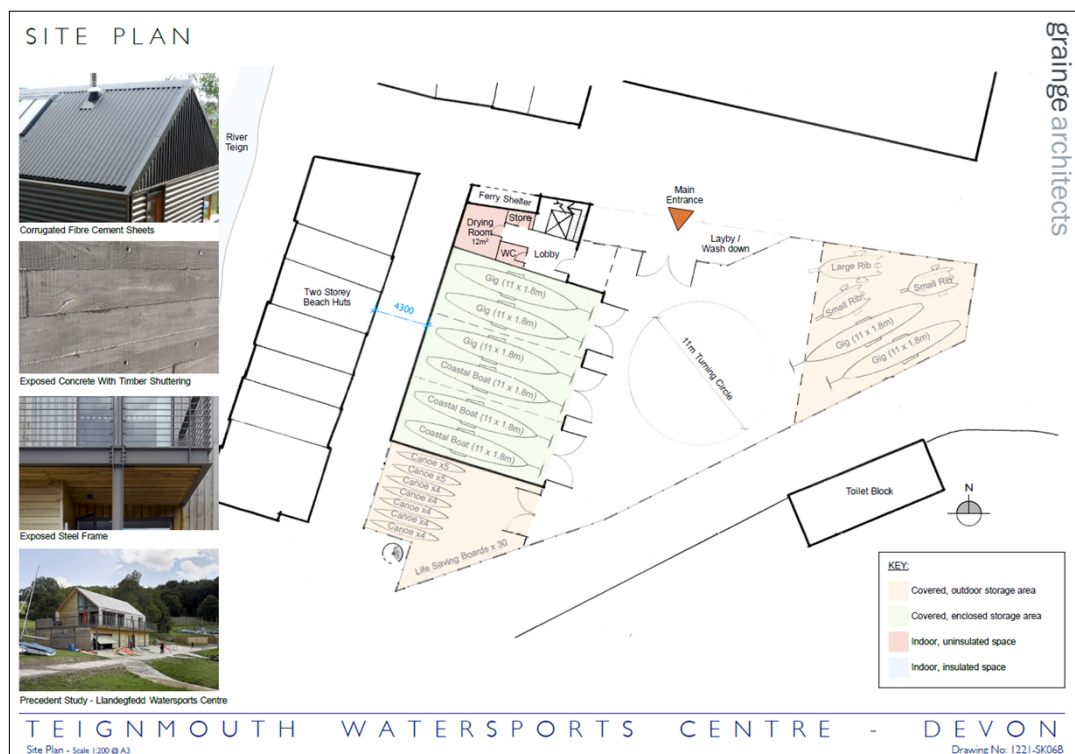 SITE PLAN
grainge architects
Corrugated Fibre Cement Sheets
Exposed Concrete With Timber Shuttering
Exposed Steel Frame
Precedent Study - Llandegfedd Watersports Centre
River
Teign
Two Storey
Beach Huts
4300
Ferry Shelter
Store
Drying
Room
12m²
WC
Lobby
Main
Entrance
Layby /
Wash down
Gig (11 x 1.8m)
Gig (11 x 1.8m)
Gig (11 x 1.8m)
Coastal Boat (11 x 1.8m)
Coastal Boat (11 x 1.8m)
Coastal Boat (11 x 1.8m)
11m Turning Circle
Large Rib
Small Rib
Small Rib
Gig (11 x 1.8m)
Gig (11 x 1.8m)
Canoe x5
Canoe x5
Canoe x4
Canoe x4
Canoe x4
Canoe x4
Canoe x4
Life Saving Boards x 30
Toilet Block
N
KEY:
Covered, outdoor storage area
Covered, enclosed storage area
Indoor, uninsulated space
Indoor, insulated space
TEIGNMOUTH WATERSPORTS CENTRE - DEVON
Site Plan - Scale 1:200 @ A3
Drawing No: 1221-SK06B